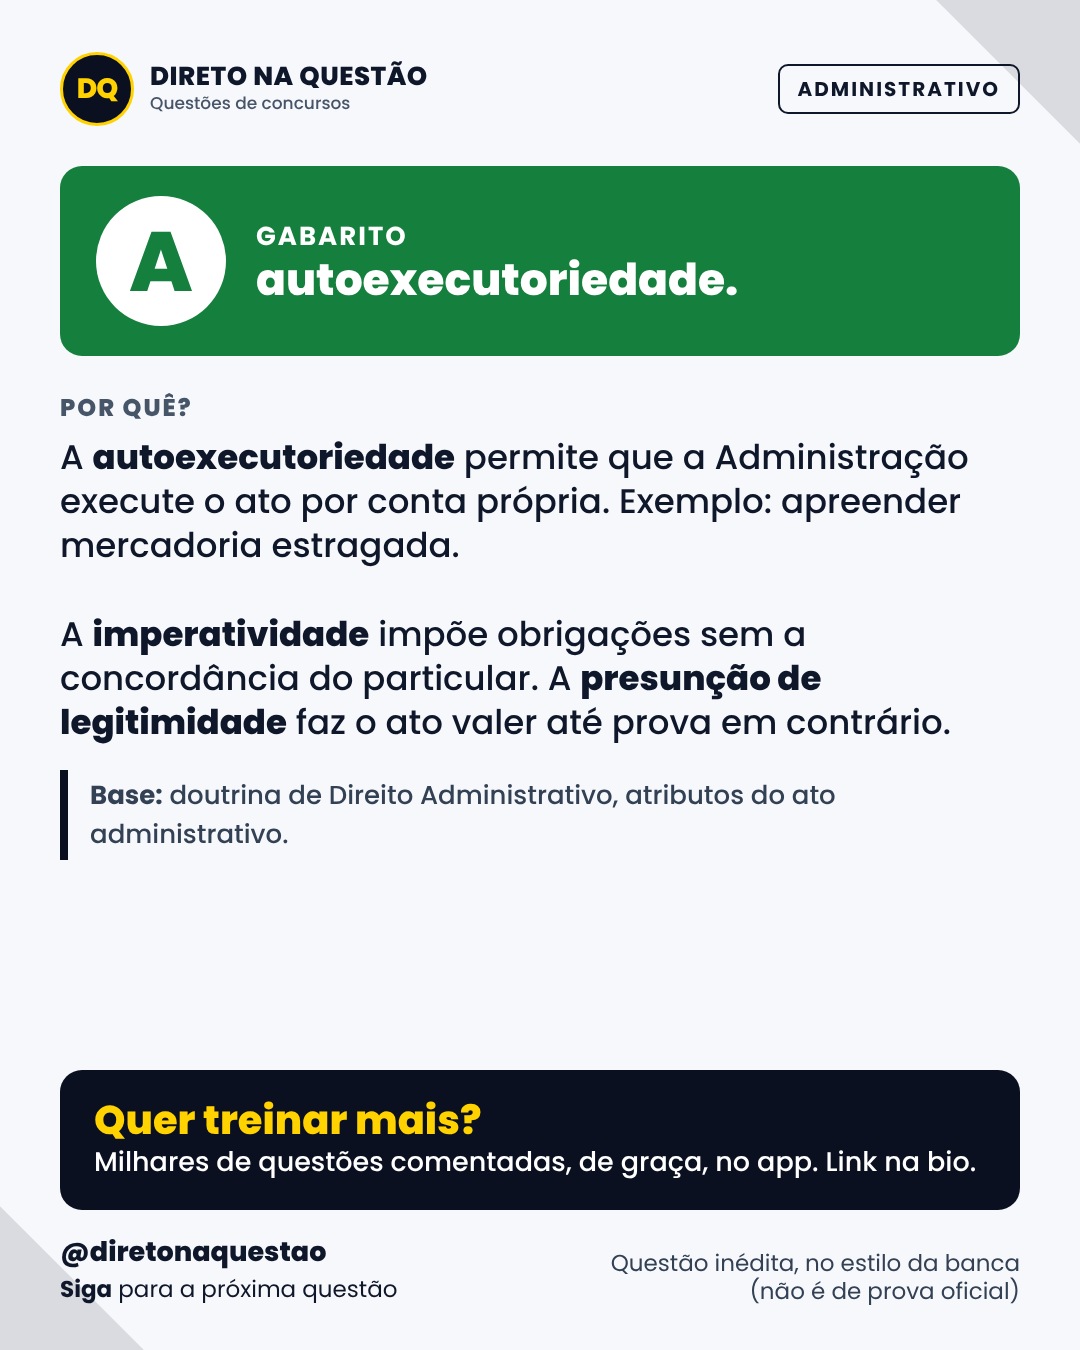 DQ
DIRETO NA QUESTÃO
Questões de concursos
ADMINISTRATIVO
A
GABARITO
autoexecutoriedade.
POR QUÊ?
A autoexecutoriedade permite que a Administração
execute o ato por conta própria. Exemplo: apreender
mercadoria estragada.
A imperatividade impõe obrigações sem a
concordância do particular. A presunção de
legitimidade faz o ato valer até prova em contrário.
Base: doutrina de Direito Administrativo, atributos do ato
administrativo.
Quer treinar mais?
Milhares de questões comentadas, de graça, no app. Link na bio.
@diretonaquestao
Siga para a próxima questão
Questão inédita, no estilo da banca
(não é de prova oficial)